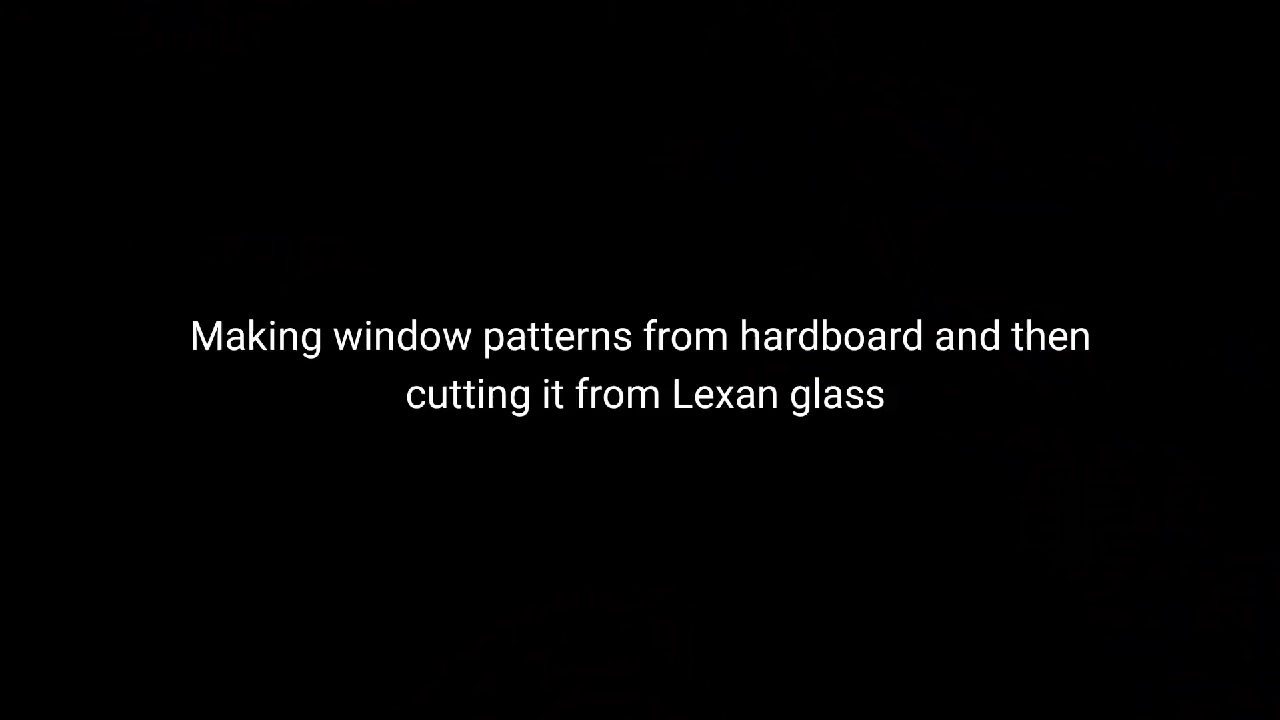 Making window patterns from hardboard and then
cutting it from Lexan glass